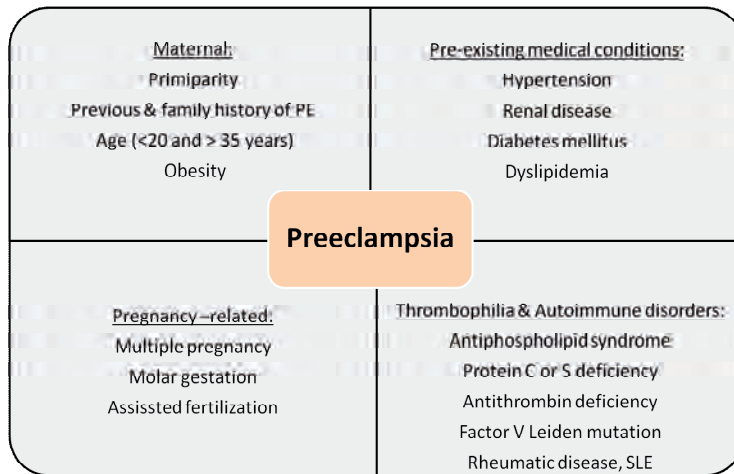 Maternal:
Primiparity
Previous & family history of PE
Age (<20 and > 35 years)
Obesity
Pre-existing medical conditions:
Hypertension
Renal disease
Diabetes mellitus
Dyslipidemia
Preeclampsia
Pregnancy –related:
Multiple pregnancy
Molar gestation
Assissted fertilization
Thrombophilia & Autoimmune disorders:
Antiphospholipid syndrome
Protein C or S deficiency
Antithrombin deficiency
Factor V Leiden mutation
Rheumatic disease, SLE